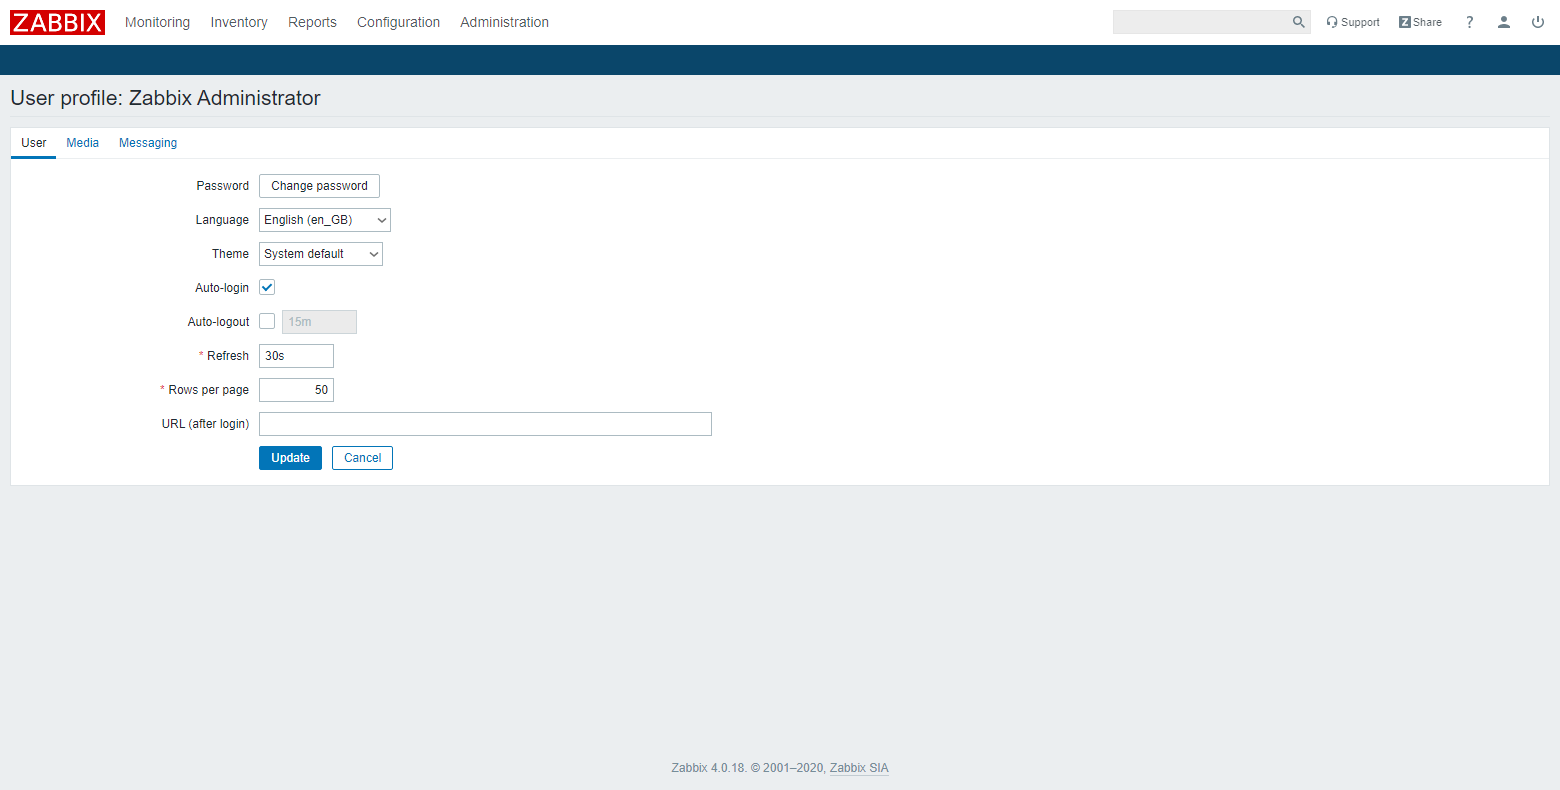 ZABBIX Monitoring Inventory Reports Configuration Administration Support Z Share ?
User profile: Zabbix Administrator
User Media Messaging
Password Change password
Language English (en_GB)
Theme System default
Auto-login
Auto-logout 15m
* Refresh 30s
* Rows per page 50
URL (after login)
Update Cancel
Zabbix 4.0.18. © 2001–2020, Zabbix SIA